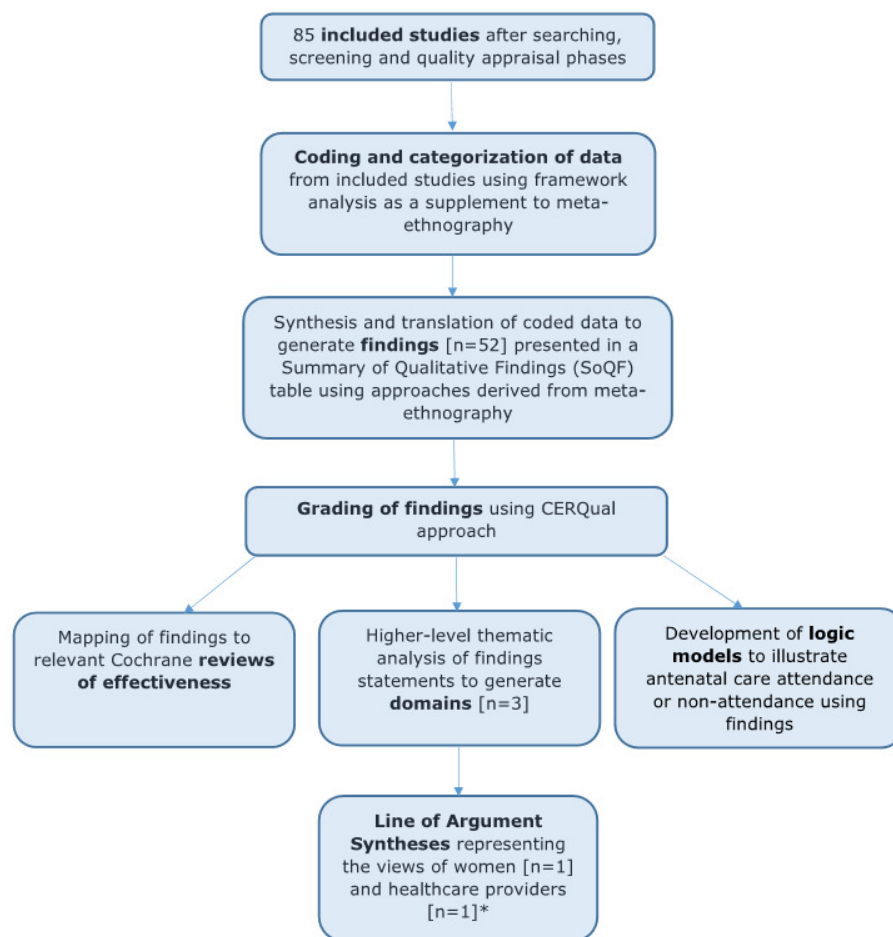 85 included studies after searching,
screening and quality appraisal phases
Coding and categorization of data
from included studies using framework
analysis as a supplement to meta-
ethnography
Synthesis and translation of coded data to
generate findings [n=52] presented in a
Summary of Qualitative Findings (SoQF)
table using approaches derived from meta-
ethnography
Grading of findings using CERQual
approach
Mapping of findings to
relevant Cochrane reviews
of effectiveness
Higher-level thematic
analysis of findings
statements to generate
domains [n=3]
Development of logic
models to illustrate
antenatal care attendance
or non-attendance using
findings
Line of Argument
Syntheses representing
the views of women [n=1]
and healthcare providers
[n=1]*